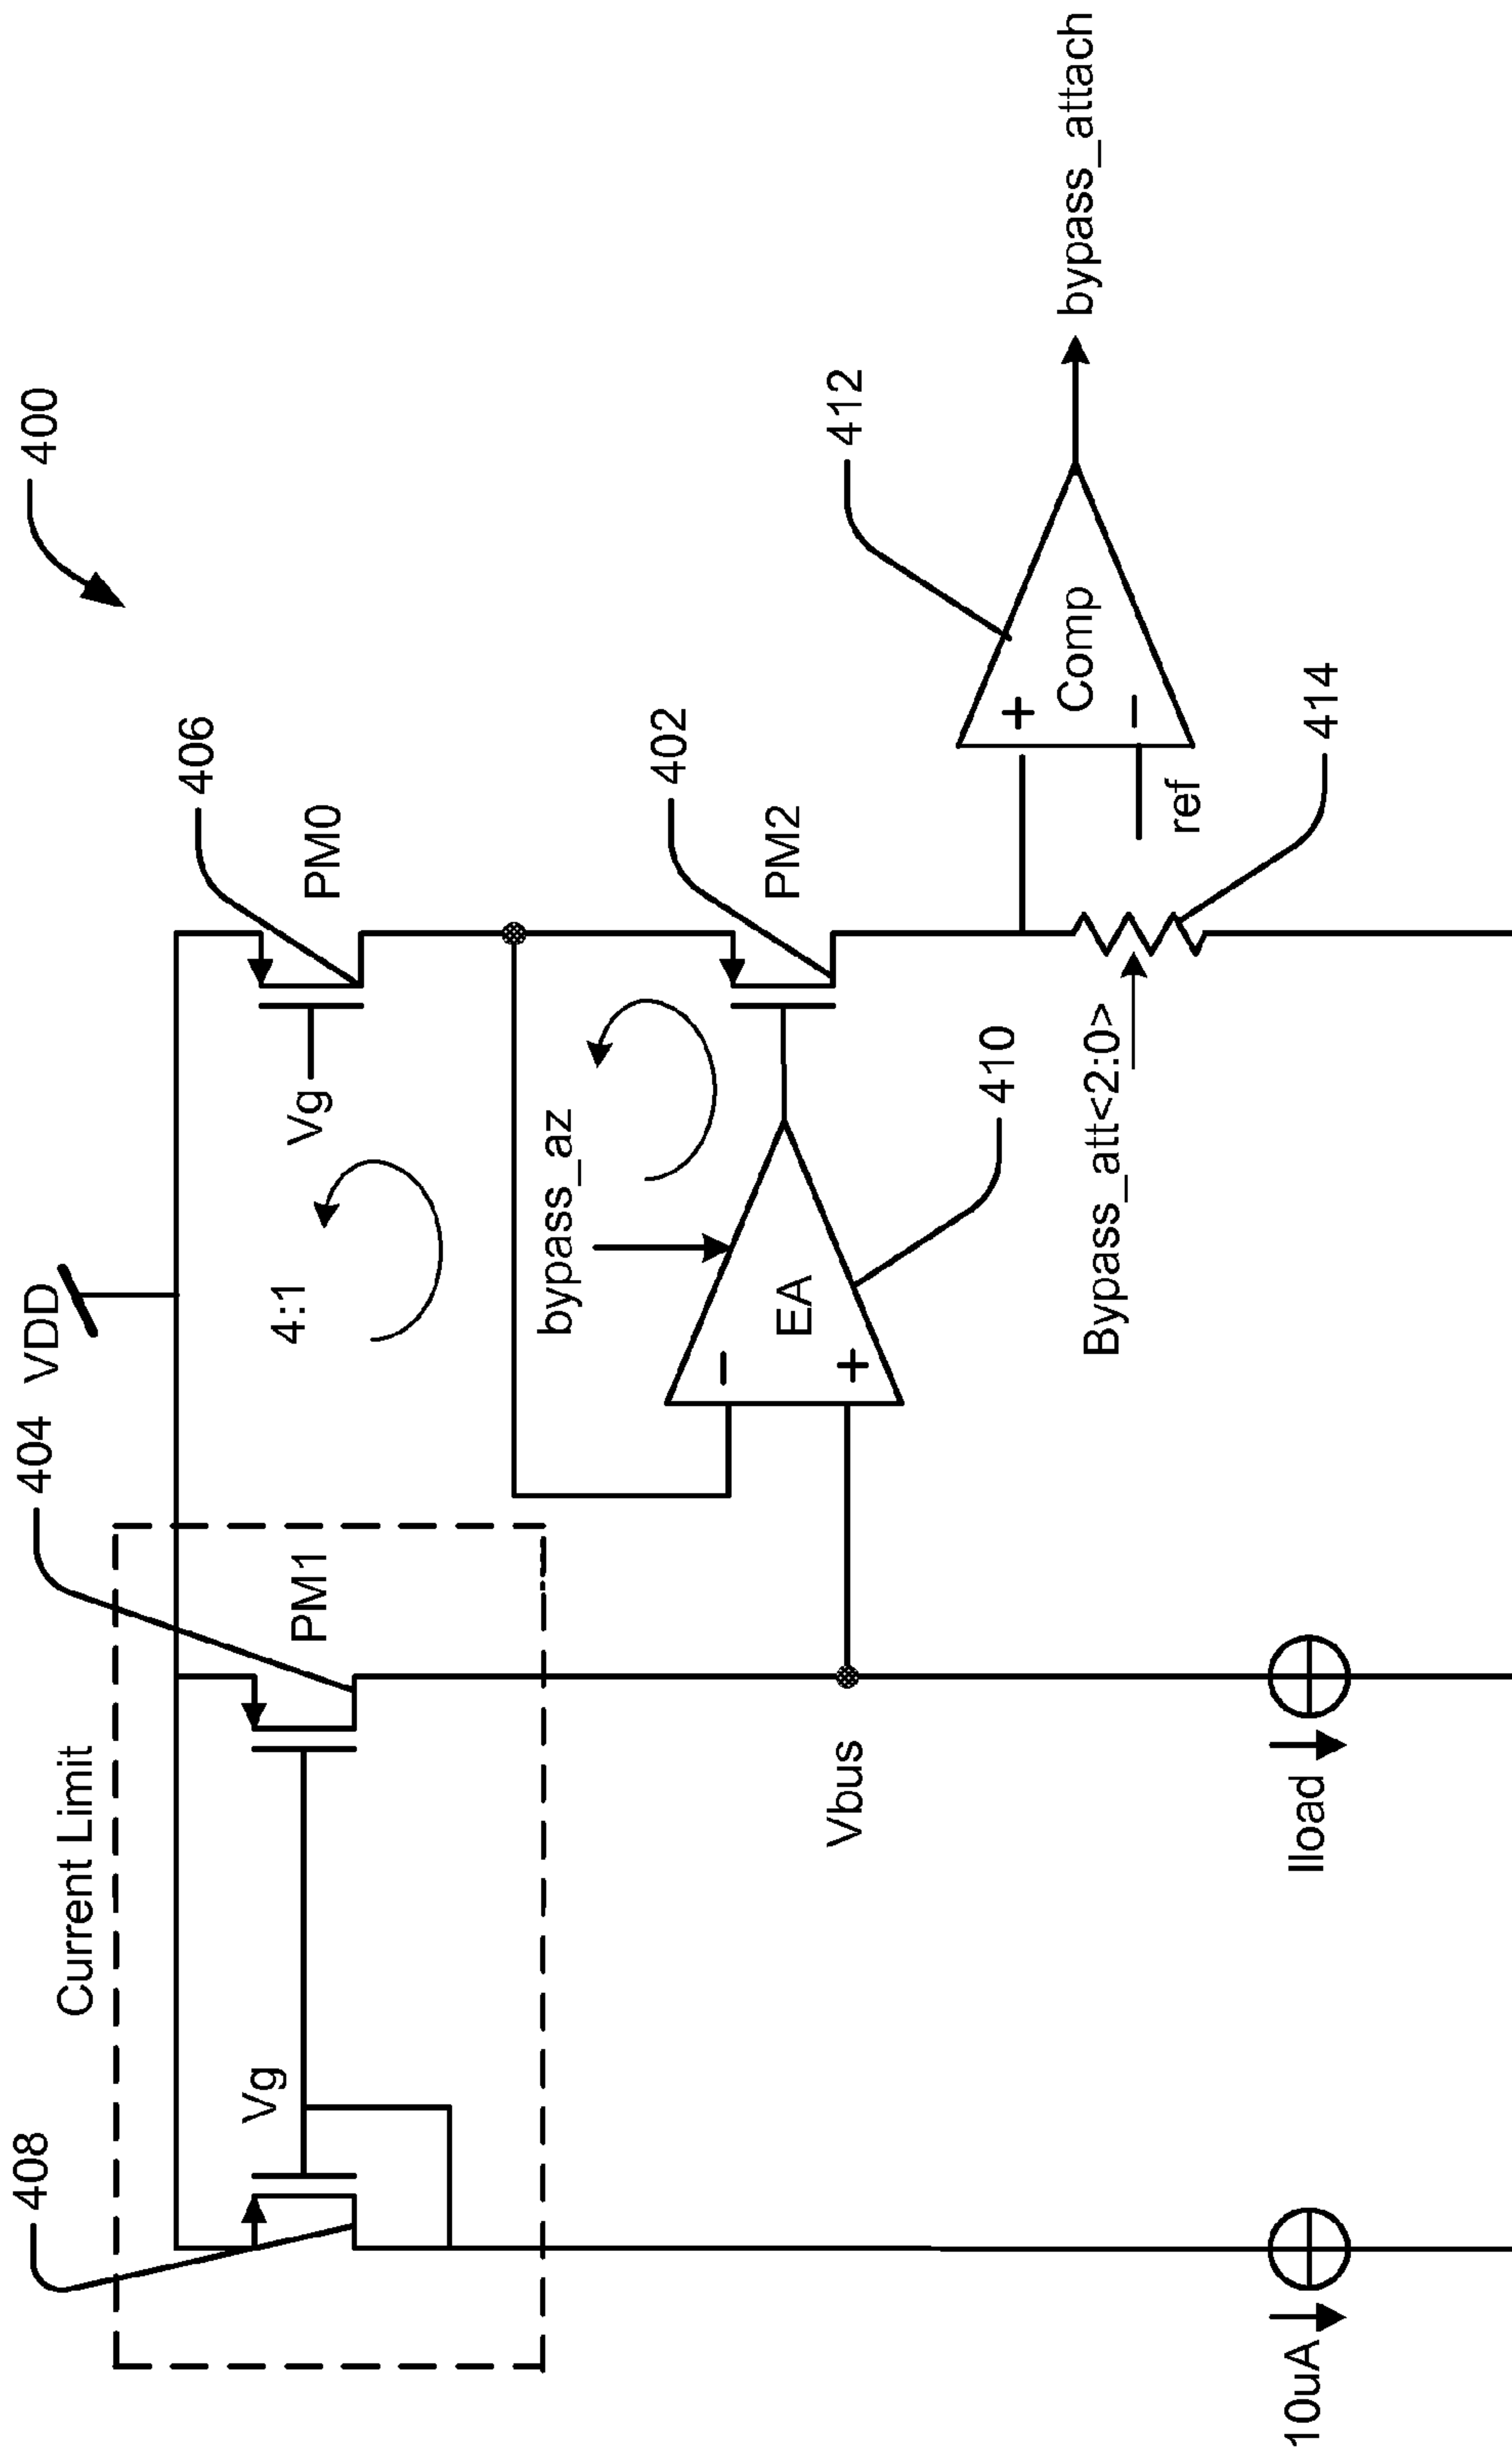 400
404
VDD
408
Current Limit
Vg
PM1
4:1
Vg
PM0
406
bypass_az
EA
410
PM2
402
Vbus
412
Comp
+
−
−
+
ref
bypass_attach
Bypass_att<2:0>
414
10uA
Iload